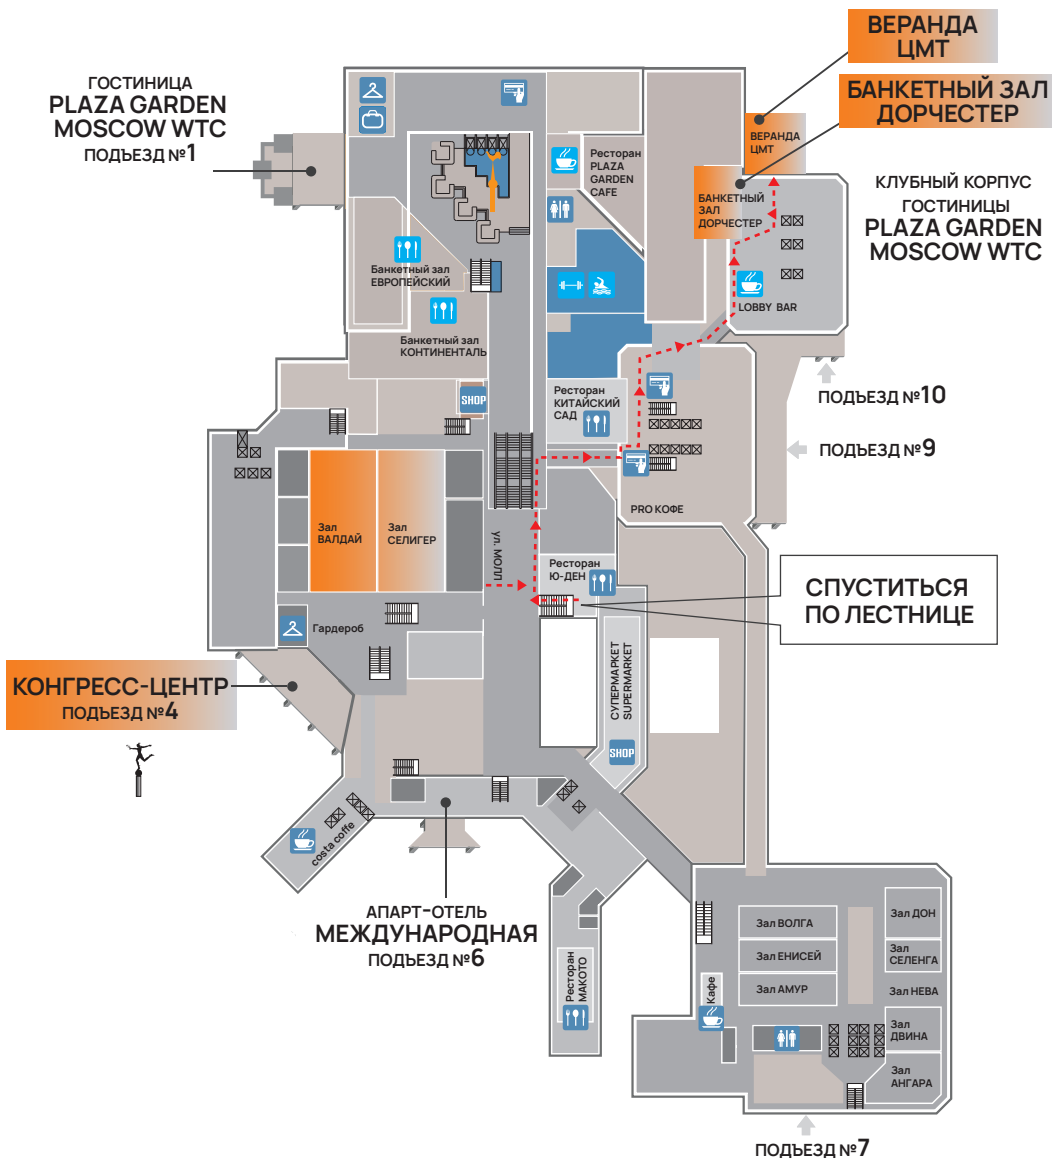 ВЕРАНДА
ЦМТ
БАНКЕТНЫЙ ЗАЛ
ДОРЧЕСТЕР
ГОСТИНИЦА
PLAZA GARDEN
MOSCOW WTC
ПОДЪЕЗД №1
ВЕРАНДА
ЦМТ
Ресторан
PLAZA
GARDEN
CAFE
БАНКЕТНЫЙ
ЗАЛ
ДОРЧЕСТЕР
КЛУБНЫЙ КОРПУС
ГОСТИНИЦЫ
PLAZA GARDEN
MOSCOW WTC
Банкетный зал
ЕВРОПЕЙСКИЙ
LOBBY BAR
Банкетный зал
КОНТИНЕНТАЛЬ
ПОДЪЕЗД №10
SHOP
Ресторан
КИТАЙСКИЙ
САД
ПОДЪЕЗД №9
PRO КОФЕ
Зал
ВАЛДАЙ
Зал
СЕЛИГЕР
ул. МОЛЛ
Ресторан
Ю-ДЕН
СПУСТИТЬСЯ
ПО ЛЕСТНИЦЕ
Гардероб
КОНГРЕСС-ЦЕНТР
ПОДЪЕЗД №4
СУПЕРМАРКЕТ
SUPERMARKET
SHOP
costa coffe
АПАРТ-ОТЕЛЬ
МЕЖДУНАРОДНАЯ
ПОДЪЕЗД №6
Ресторан
МАКОТО
Кафе
Зал ВОЛГА
Зал ЕНИСЕЙ
Зал АМУР
Зал ДОН
Зал
СЕЛЕНГА
Зал НЕВА
Зал
ДВИНА
Зал
АНГАРА
ПОДЪЕЗД №7